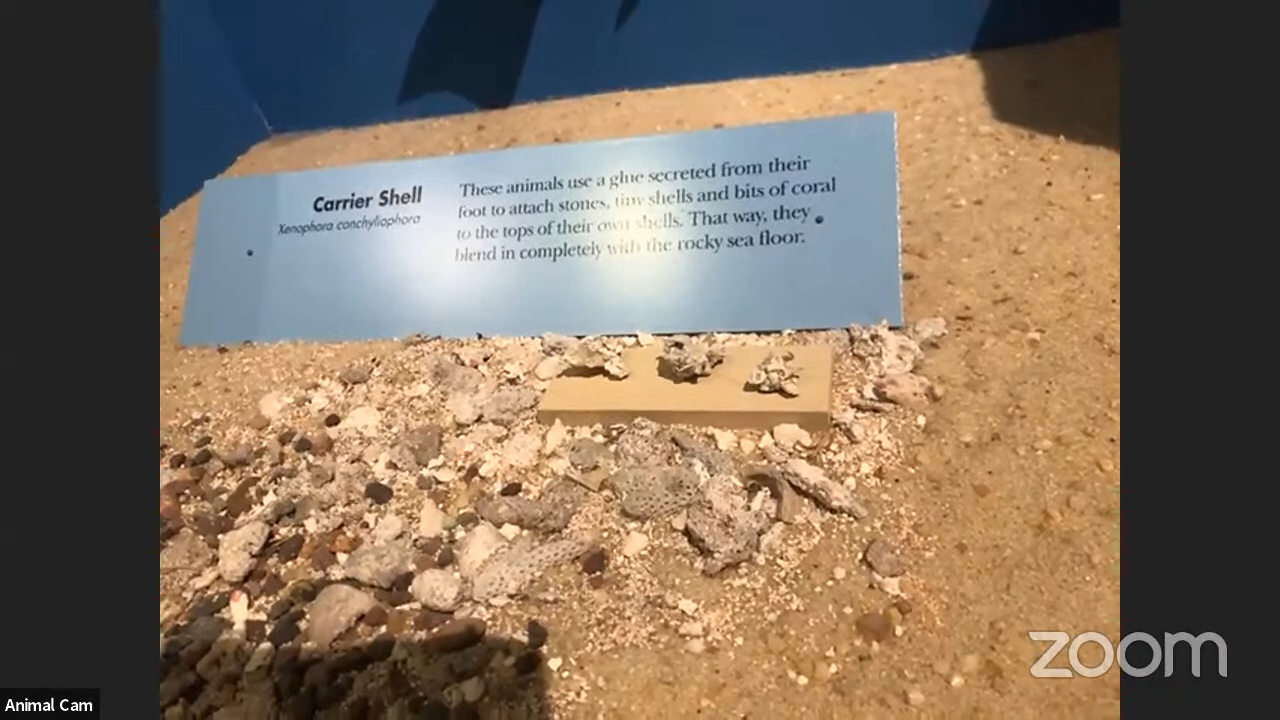 Carrier Shell
Xenophora conchyliophora
These animals use a glue secreted from their
foot to attach stones, tiny shells and bits of coral
to the tops of their own shells. That way, they
blend in completely with the rocky sea floor.
zoom
Animal Cam